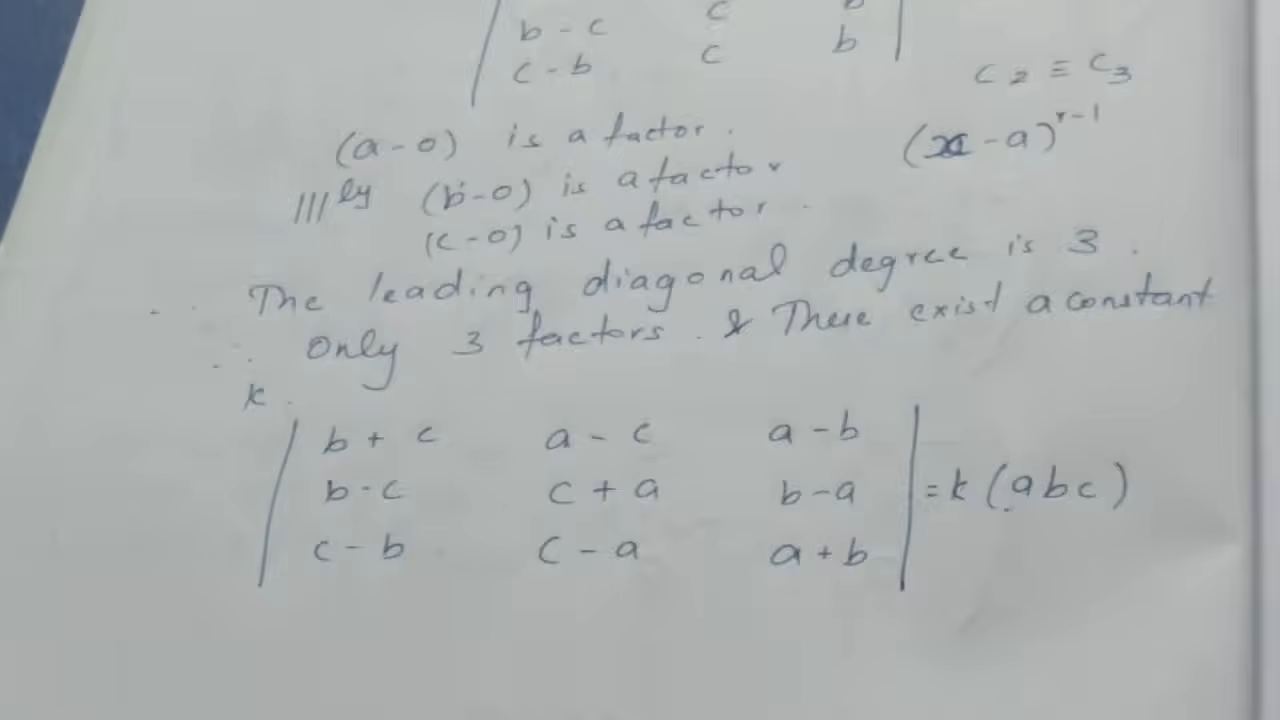 b - c c b
c - b c b
c₂ ≡ c₃
(a - 0) is a factor.
(x - a)ʳ⁻¹
|||ly (b - 0) is a factor
(c - 0) is a factor.
The leading diagonal degree is 3.
∴ only 3 factors. & There exist a constant
k.
| b + c a - c a - b |
| b - c c + a b - a | = k (abc)
| c - b c - a a + b |